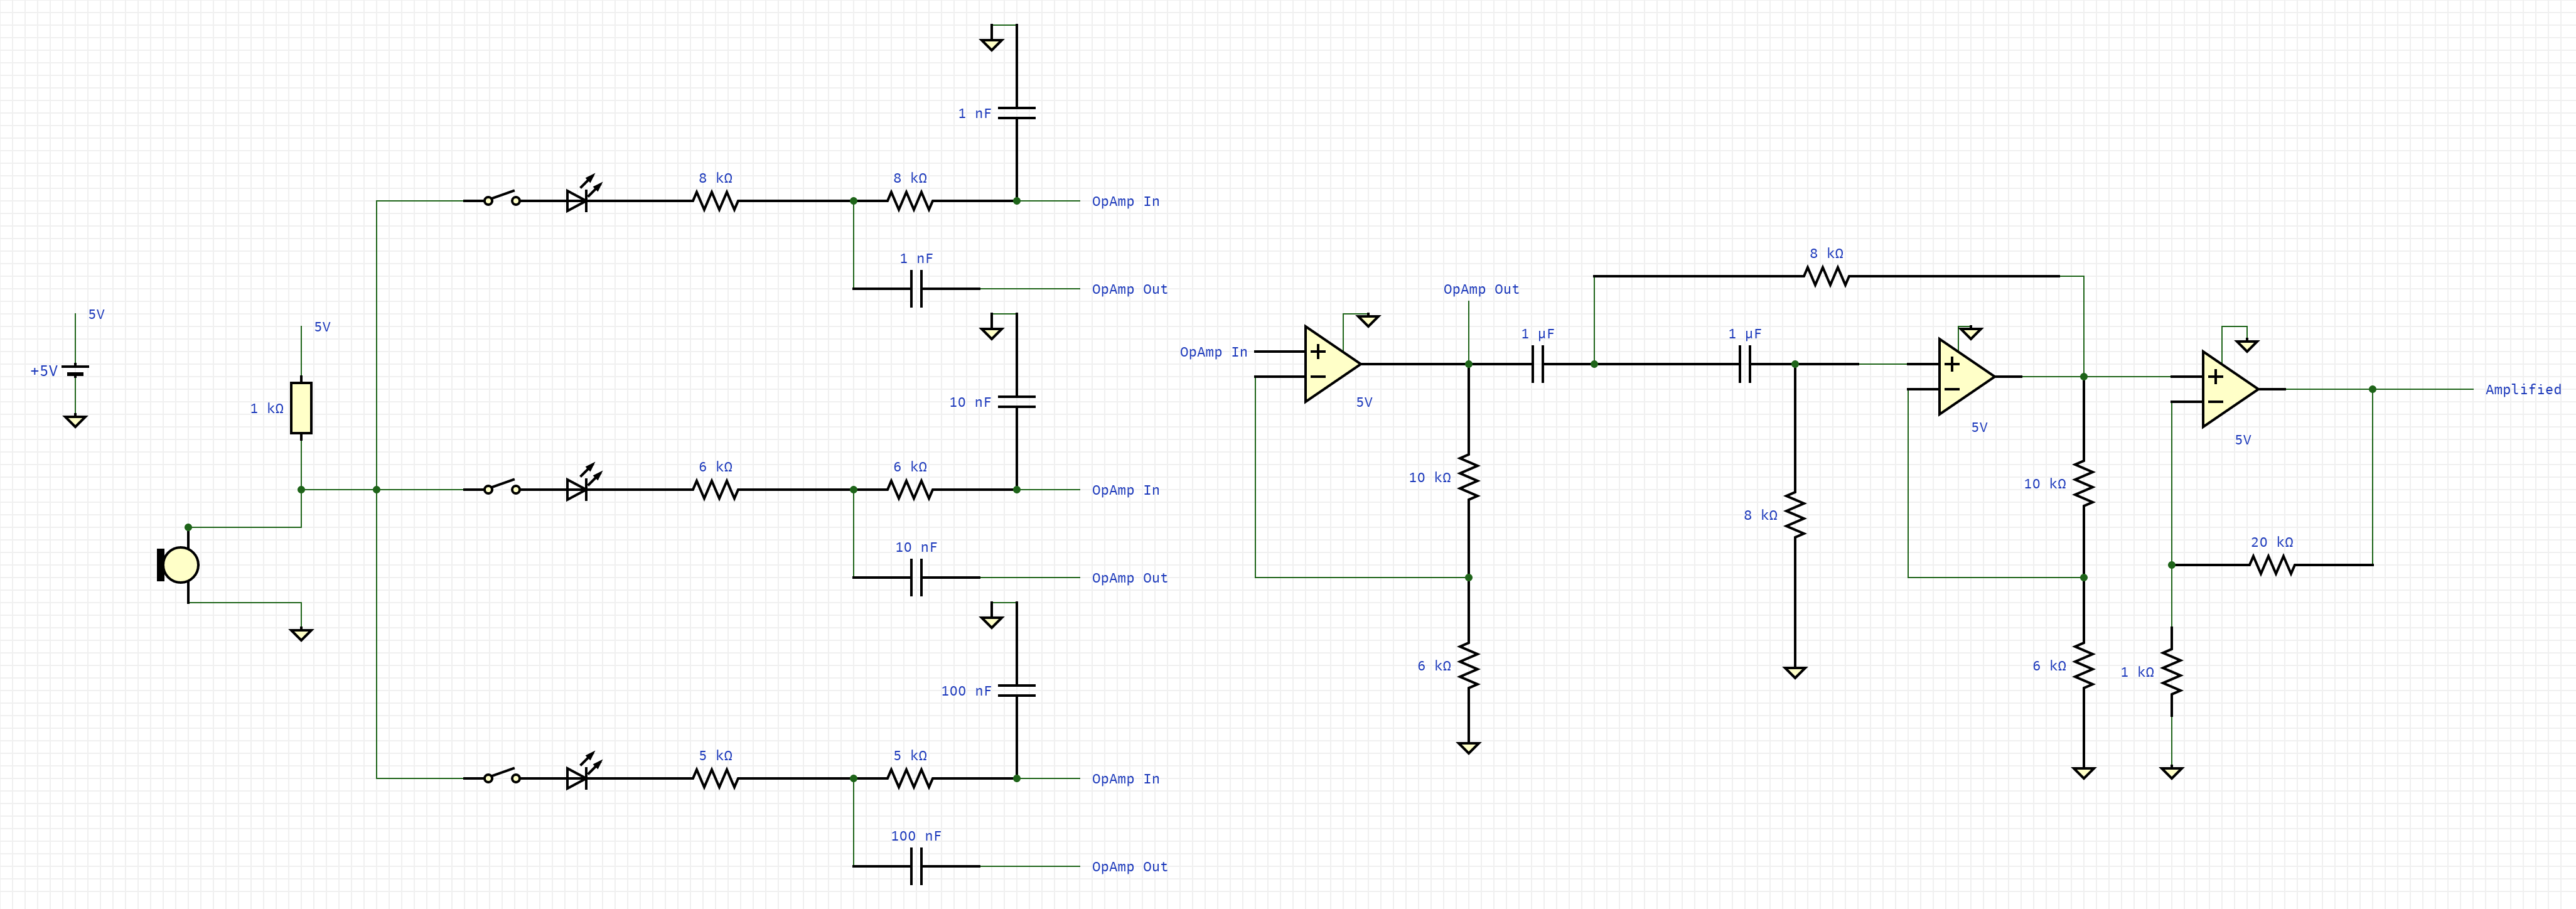 1 nF
8 kΩ
8 kΩ
OpAmp In
1 nF
OpAmp Out
5V
+5V
5V
1 kΩ
10 nF
6 kΩ
6 kΩ
OpAmp In
10 nF
OpAmp Out
100 nF
5 kΩ
5 kΩ
OpAmp In
100 nF
OpAmp Out
OpAmp In
+
−
5V
OpAmp Out
1 μF
10 kΩ
6 kΩ
8 kΩ
1 μF
8 kΩ
+
−
5V
10 kΩ
6 kΩ
+
−
5V
20 kΩ
1 kΩ
Amplified